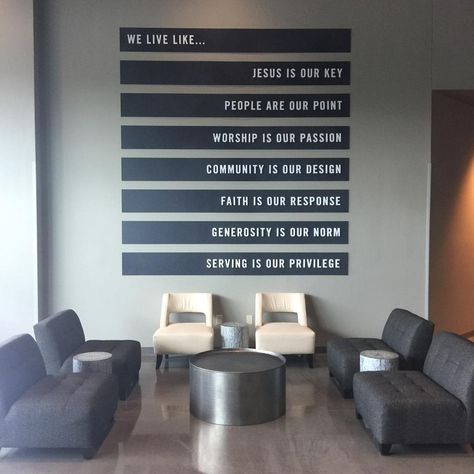 WE LIVE LIKE...
JESUS IS OUR KEY
PEOPLE ARE OUR POINT
WORSHIP IS OUR PASSION
COMMUNITY IS OUR DESIGN
FAITH IS OUR RESPONSE
GENEROSITY IS OUR NORM
SERVING IS OUR PRIVILEGE